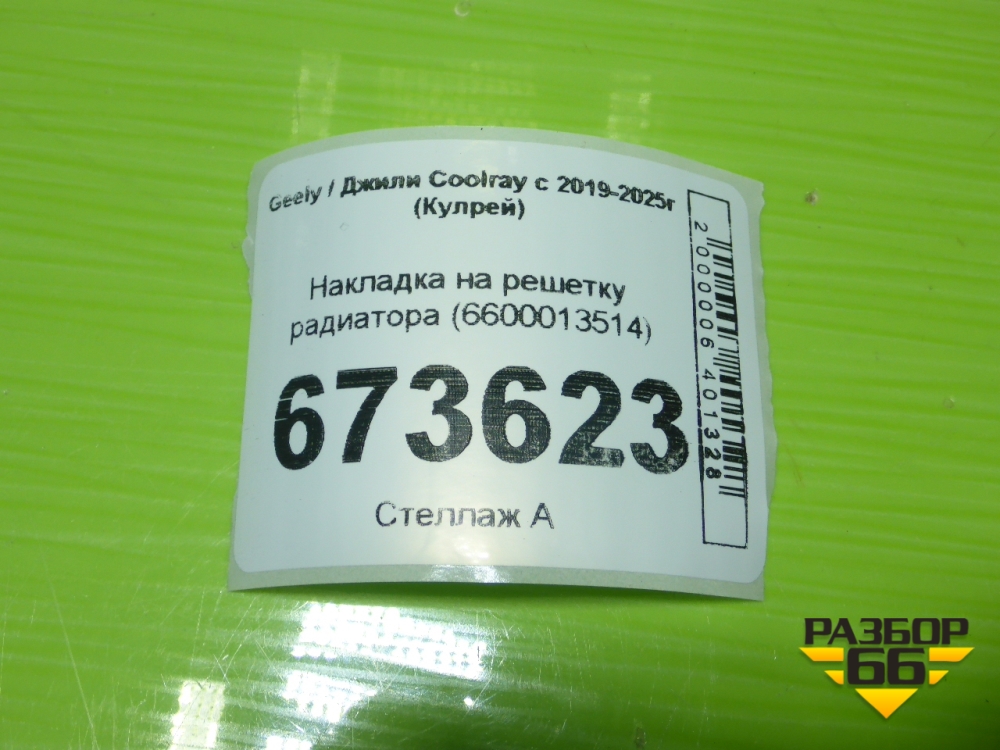 Geely / Джили Coolray с 2019-2025г
(Кулрей)
Накладка на решетку
радиатора (6600013514)
673623
Стеллаж А
2000006401328
РАЗБОР
66